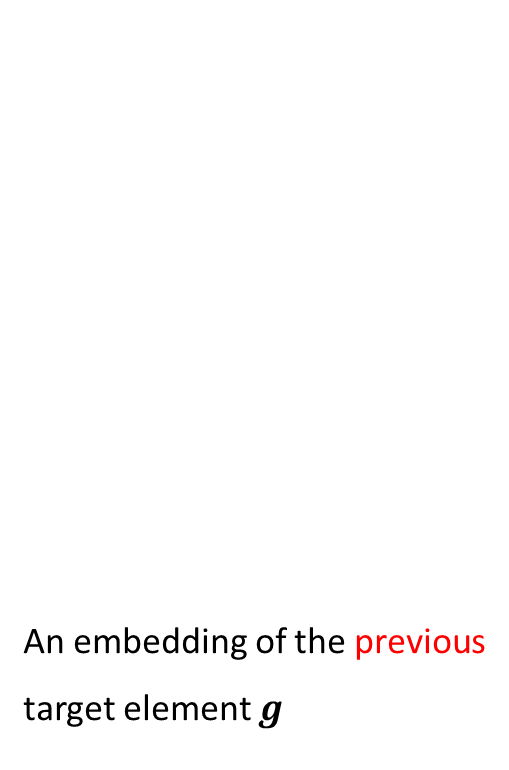 An embedding of the previous
target element g